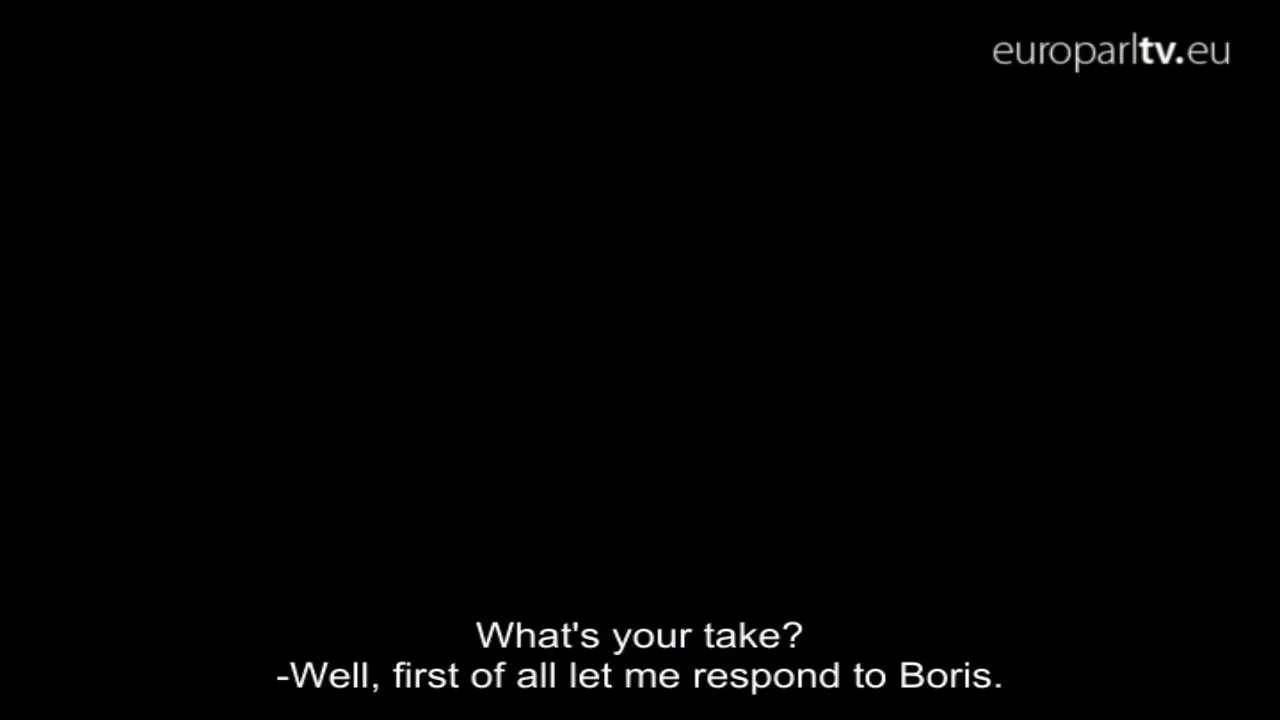 europarltv.eu
What's your take?
-Well, first of all let me respond to Boris.